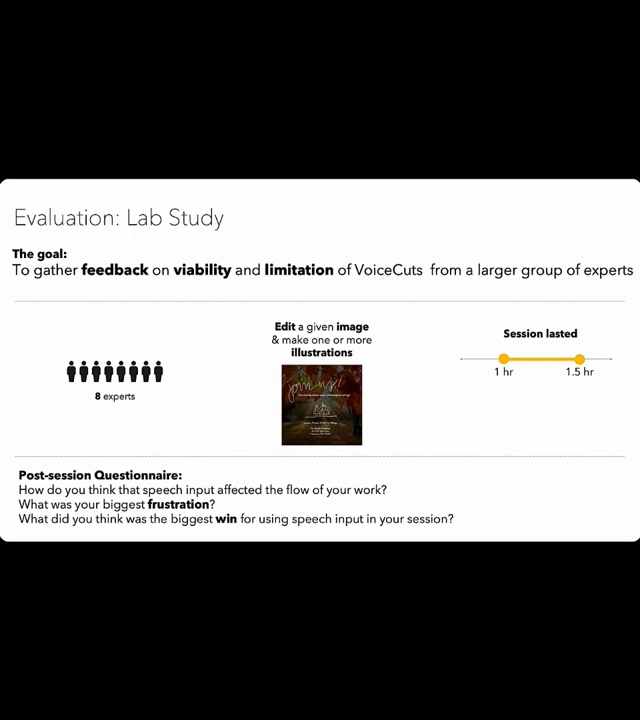 Evaluation: Lab Study
The goal:
To gather feedback on viability and limitation of VoiceCuts from a larger group of experts
8 experts
Edit a given image
& make one or more
illustrations
join us!
Session lasted
1 hr
1.5 hr
Post-session Questionnaire:
How do you think that speech input affected the flow of your work?
What was your biggest frustration?
What did you think was the biggest win for using speech input in your session?